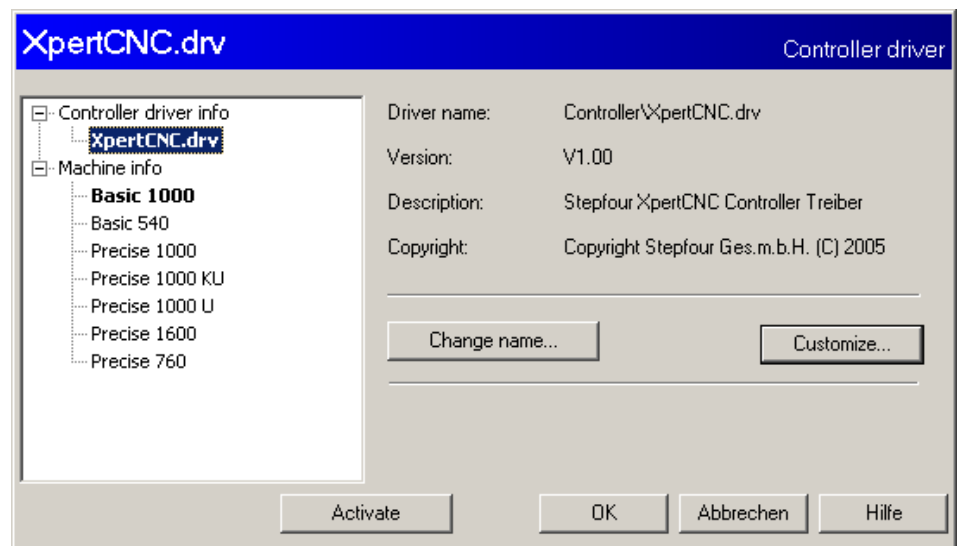 XpertCNC.drv
Controller driver
Controller driver info
XpertCNC.drv
Machine info
Basic 1000
Basic 540
Precise 1000
Precise 1000 KU
Precise 1000 U
Precise 1600
Precise 760
Driver name: Controller\XpertCNC.drv
Version: V1.00
Description: Stepfour XpertCNC Controller Treiber
Copyright: Copyright Stepfour Ges.m.b.H. (C) 2005
Change name... Customize...
Activate OK Abbrechen Hilfe